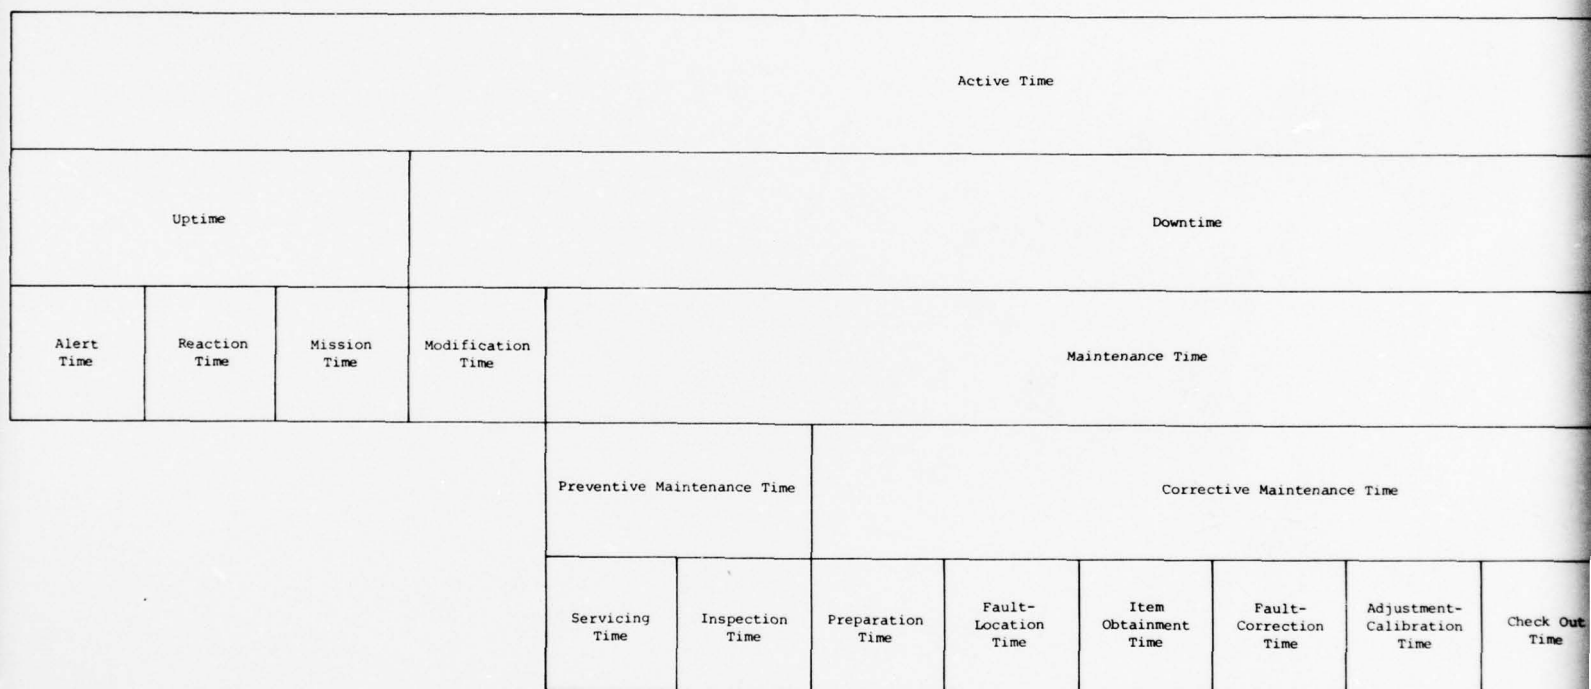 Active Time
Uptime
Downtime
Alert
Time
Reaction
Time
Mission
Time
Modification
Time
Maintenance Time
Preventive Maintenance Time
Corrective Maintenance Time
Servicing
Time
Inspection
Time
Preparation
Time
Fault-
Location
Time
Item
Obtainment
Time
Fault-
Correction
Time
Adjustment-
Calibration
Time
Check Out
Time